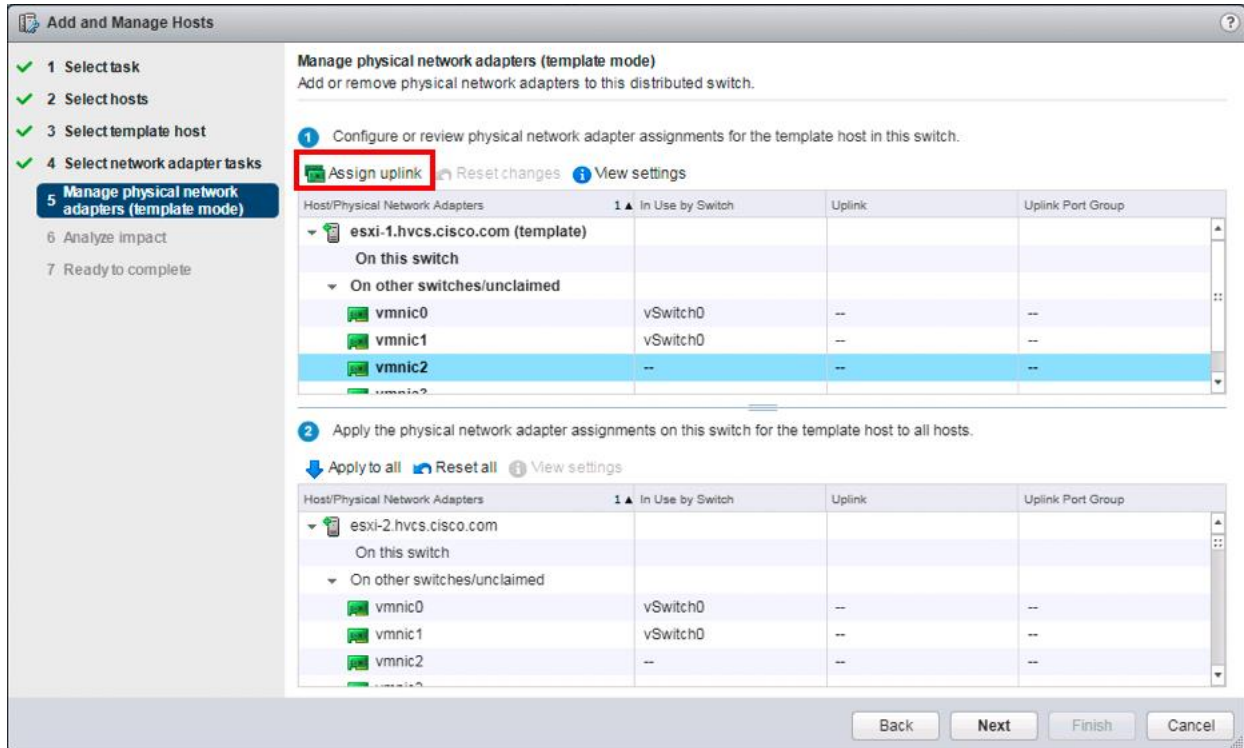 Add and Manage Hosts
?
1 Select task
2 Select hosts
3 Select template host
4 Select network adapter tasks
5 Manage physical network
adapters (template mode)
6 Analyze impact
7 Ready to complete
Manage physical network adapters (template mode)
Add or remove physical network adapters to this distributed switch.
1 Configure or review physical network adapter assignments for the template host in this switch.
Assign uplink Reset changes View settings
Host/Physical Network Adapters 1 ▲ In Use by Switch Uplink Uplink Port Group
esxi-1.hvcs.cisco.com (template)
On this switch
On other switches/unclaimed
vmnic0 vSwitch0 -- --
vmnic1 vSwitch0 -- --
vmnic2 -- -- --
2 Apply the physical network adapter assignments on this switch for the template host to all hosts.
Apply to all Reset all View settings
Host/Physical Network Adapters 1 ▲ In Use by Switch Uplink Uplink Port Group
esxi-2.hvcs.cisco.com
On this switch
On other switches/unclaimed
vmnic0 vSwitch0 -- --
vmnic1 vSwitch0 -- --
vmnic2 -- -- --
Back Next Finish Cancel